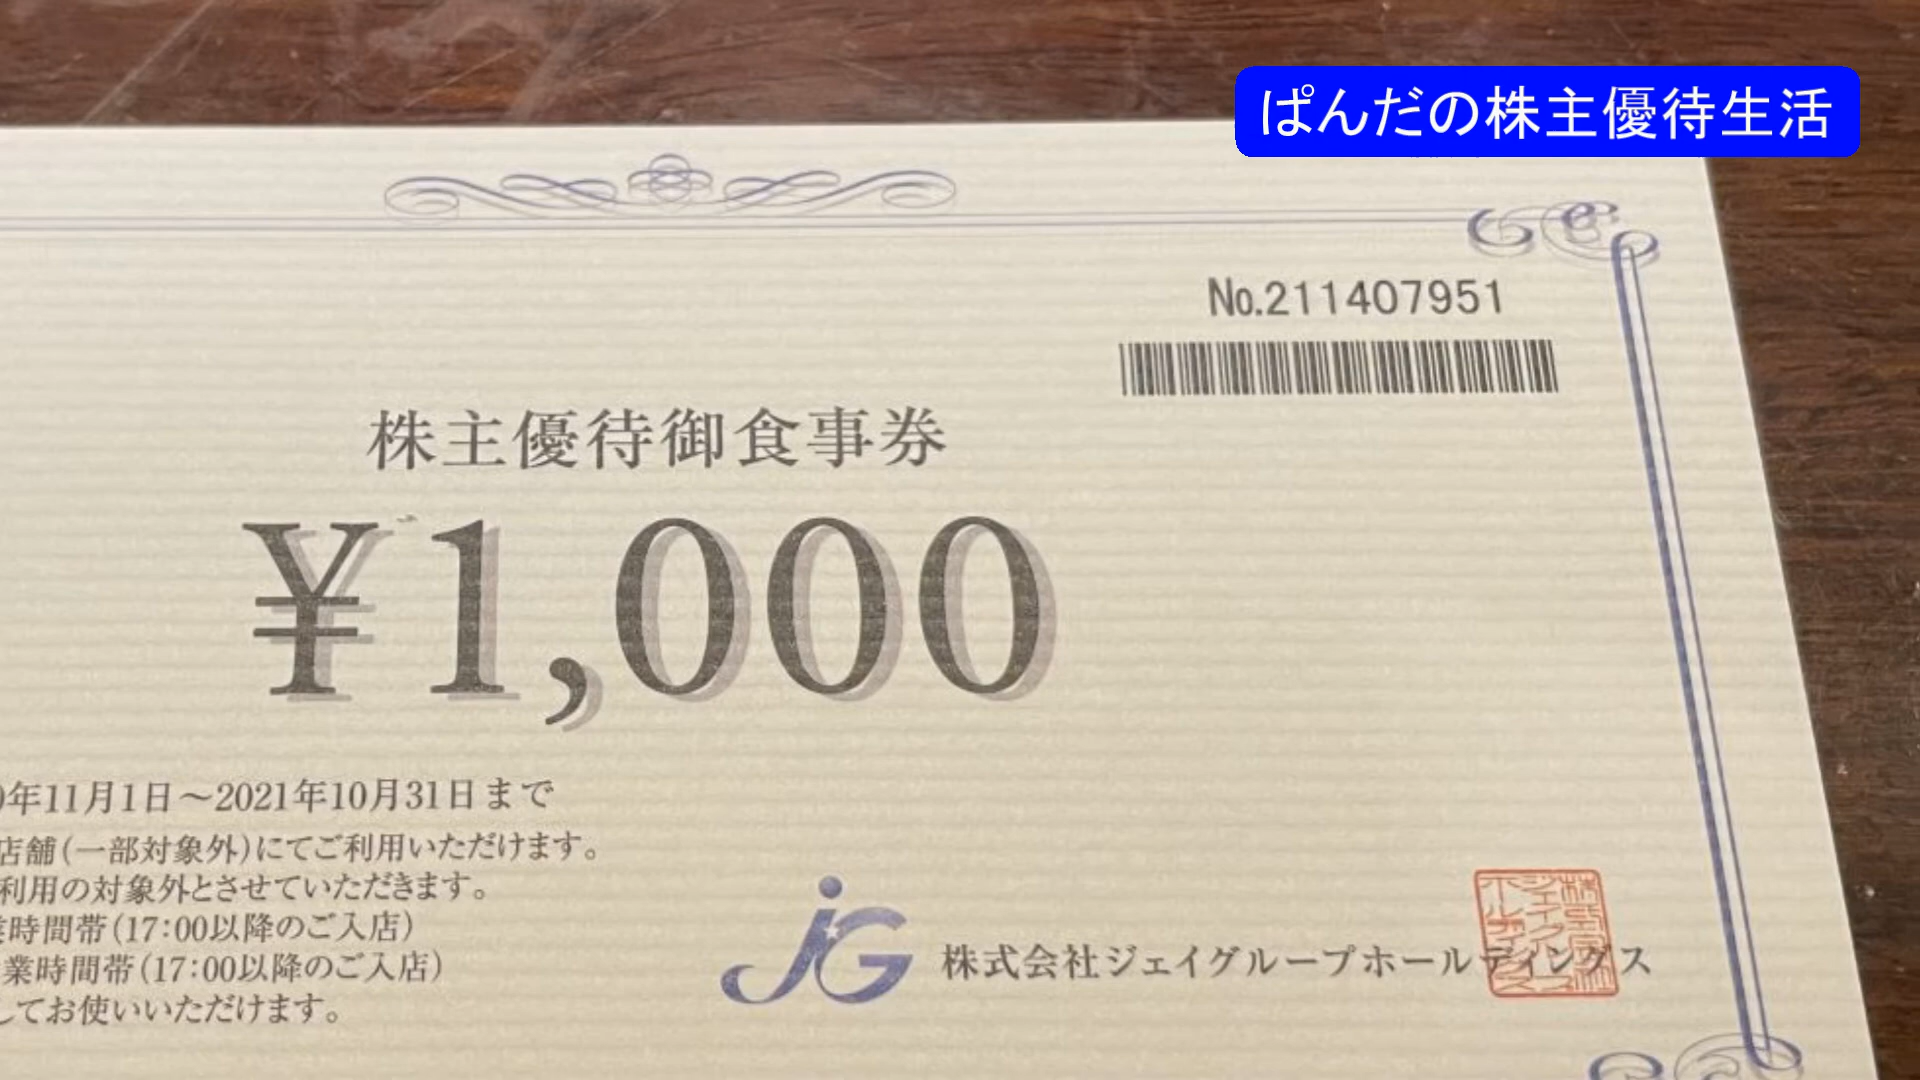 ぱんだの株主優待生活
No.211407951
株主優待御食事券
¥1,000
年11月1日～2021年10月31日まで
店舗(一部対象外)にてご利用いただけます。
利用の対象外とさせていただきます。
時間帯(17:00以降のご入店)
業時間帯(17:00以降のご入店)
してお使いいただけます。
JG
株式会社ジェイグループホールディングス